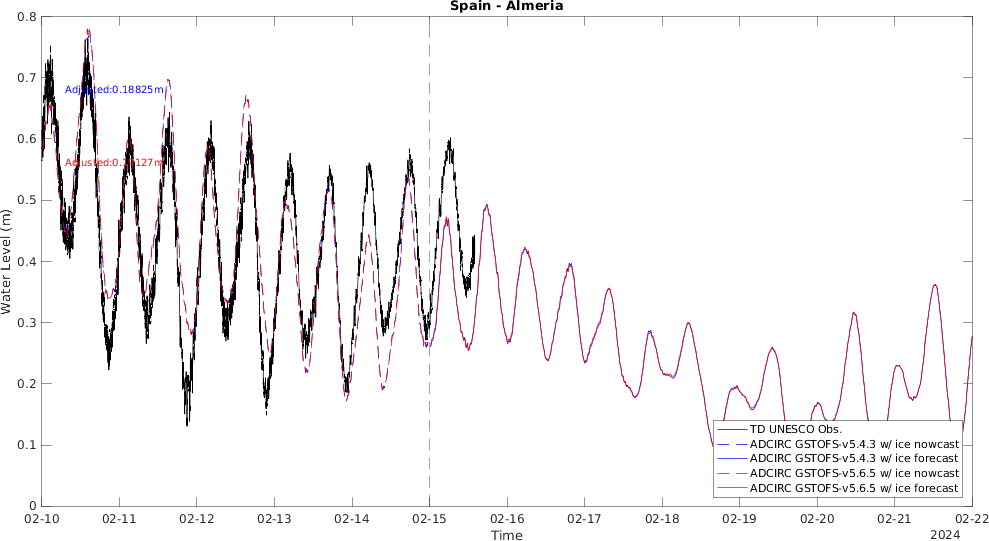 Spain - Almeria
0.8
0.7
0.6
0.5
0.4
0.3
0.2
0.1
0
Water Level (m)
Adjusted:0.18825m
TD UNESCO Obs.
ADCIRC GSTOFS-v5.4.3 w/ ice nowcast
ADCIRC GSTOFS-v5.4.3 w/ ice forecast
ADCIRC GSTOFS-v5.6.5 w/ ice nowcast
ADCIRC GSTOFS-v5.6.5 w/ ice forecast
02-10 02-11 02-12 02-13 02-14 02-15 02-16 02-17 02-18 02-19 02-20 02-21 02-22
Time
2024